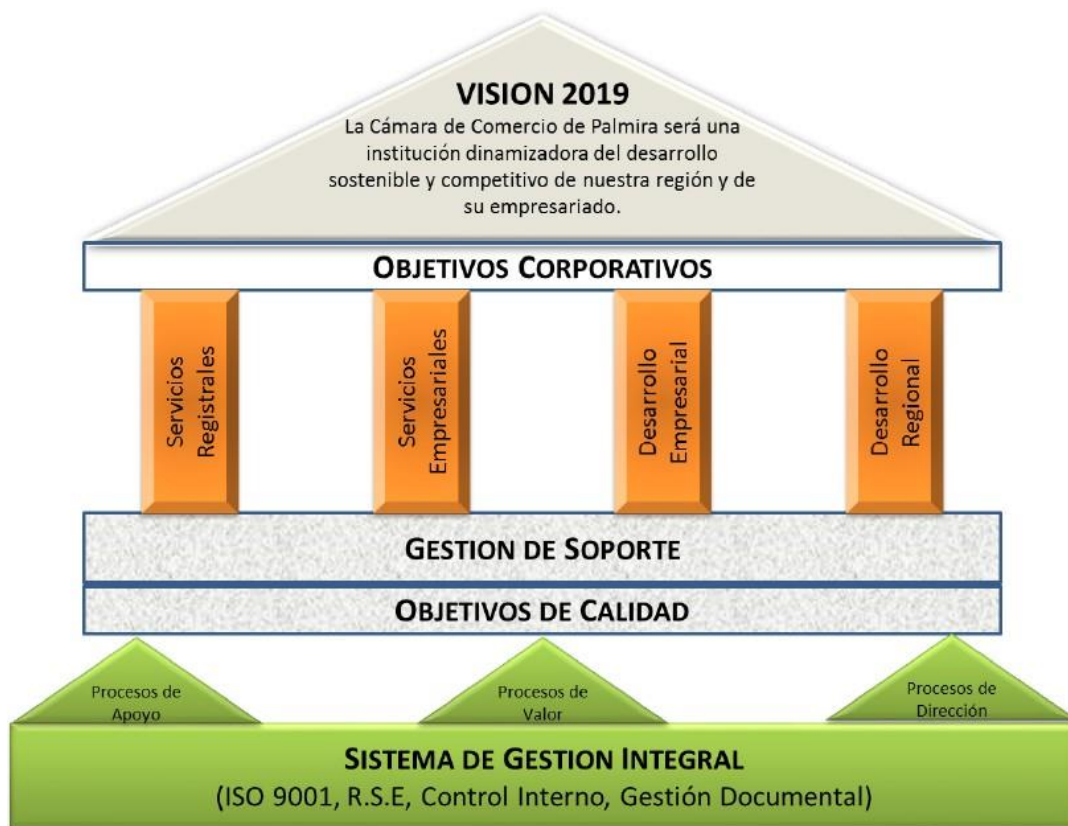 VISION 2019
La Cámara de Comercio de Palmira será una
institución dinamizadora del desarrollo
sostenible y competitivo de nuestra región y de
su empresariado.
OBJETIVOS CORPORATIVOS
Servicios
Registrales
Servicios
Empresariales
Desarrollo
Empresarial
Desarrollo
Regional
GESTION DE SOPORTE
OBJETIVOS DE CALIDAD
Procesos de
Apoyo
Procesos de
Valor
Procesos de
Dirección
SISTEMA DE GESTION INTEGRAL
(ISO 9001, R.S.E, Control Interno, Gestión Documental)